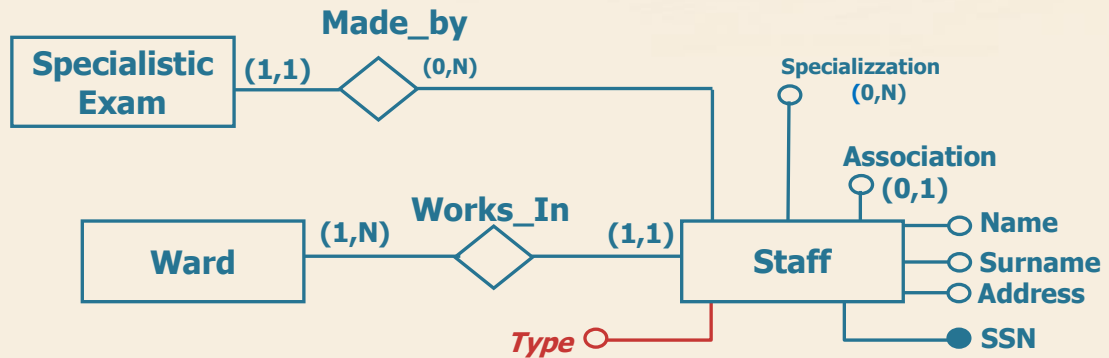 Made_by
Specialistic
Exam
(1,1)
(0,N)
Specializzation
(0,N)
Association
(0,1)
Works_In
Ward
(1,N)
(1,1)
Staff
Name
Surname
Address
Type
SSN